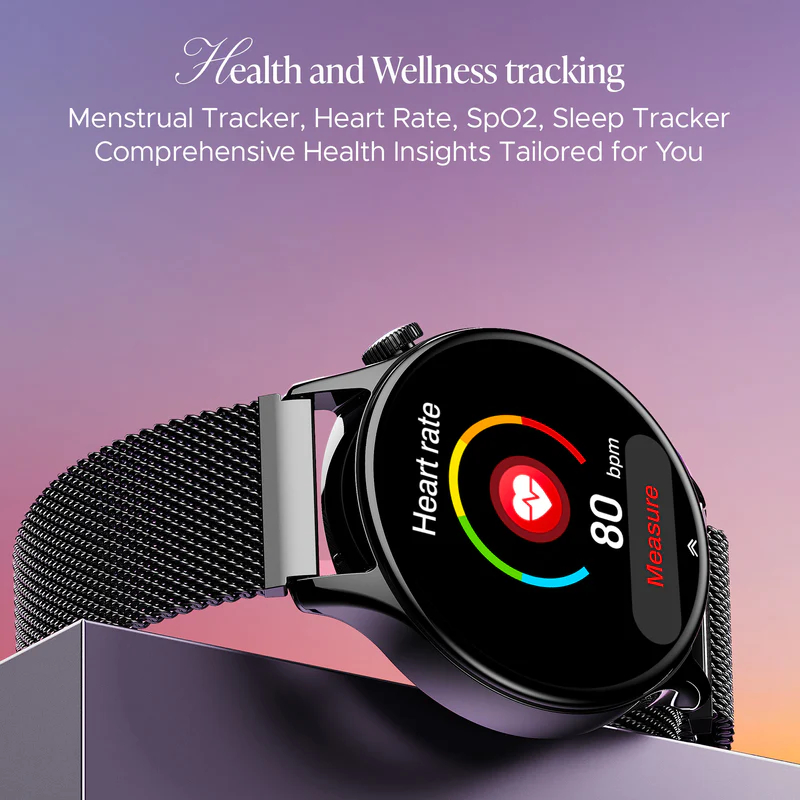 Health and Wellness tracking
Menstrual Tracker, Heart Rate, SpO2, Sleep Tracker
Comprehensive Health Insights Tailored for You
Heart rate
80 bpm
Measure